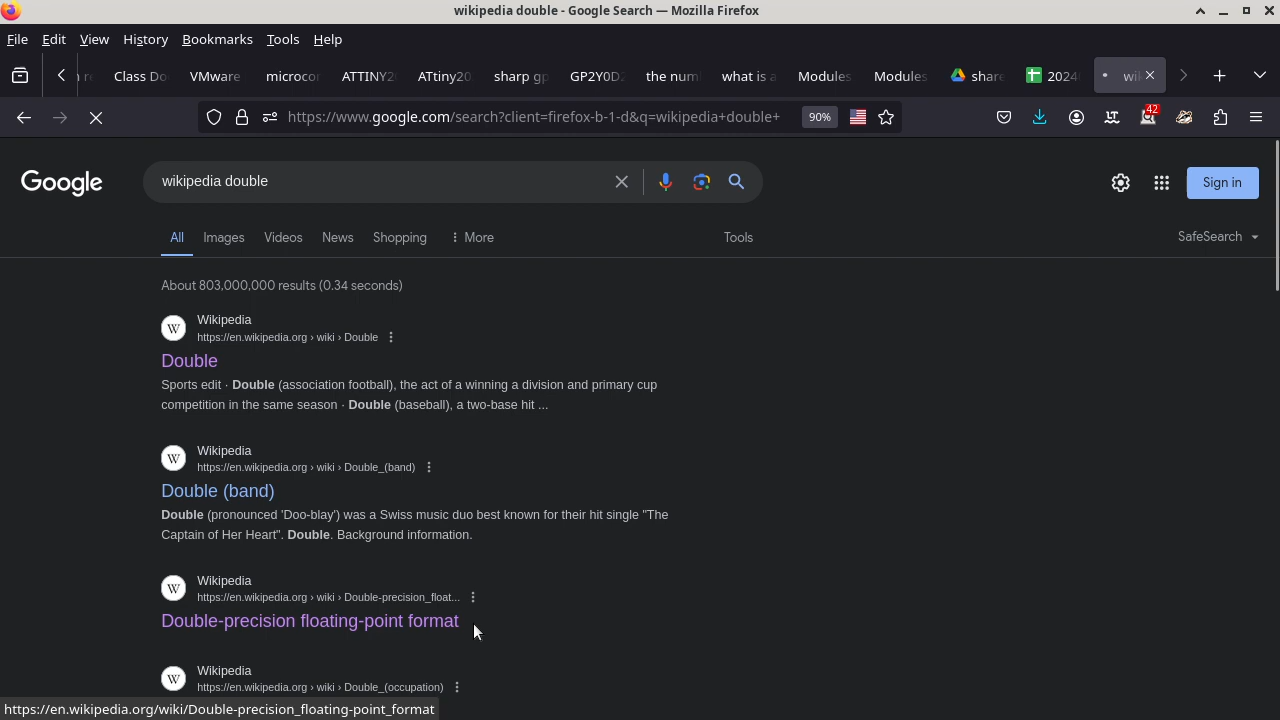 wikipedia double - Google Search — Mozilla Firefox
File Edit View History Bookmarks Tools Help
Class Do VMware microcor ATTINY2 ATtiny20 sharp gp GP2Y0D2 the num what is a Modules Modules share 2024 wik
https://www.google.com/search?client=firefox-b-1-d&q=wikipedia+double+ 90% 42
Google wikipedia double Sign in
All Images Videos News Shopping More Tools SafeSearch
About 803,000,000 results (0.34 seconds)
W Wikipedia
https://en.wikipedia.org › wiki › Double
Double
Sports edit · Double (association football), the act of a winning a division and primary cup
competition in the same season · Double (baseball), a two-base hit ...
W Wikipedia
https://en.wikipedia.org › wiki › Double_(band)
Double (band)
Double (pronounced 'Doo-blay') was a Swiss music duo best known for their hit single "The
Captain of Her Heart". Double. Background information.
W Wikipedia
https://en.wikipedia.org › wiki › Double-precision_float...
Double-precision floating-point format
W Wikipedia
https://en.wikipedia.org › wiki › Double_(occupation)
https://en.wikipedia.org/wiki/Double-precision_floating-point_format